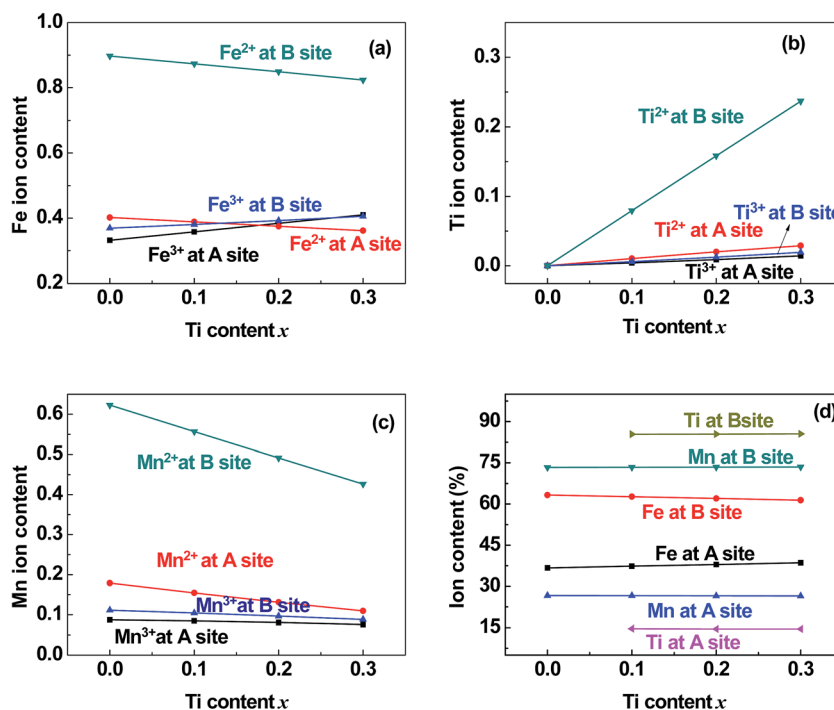 (a)
Fe ion content
1.0
0.8
0.6
0.4
0.2
Fe²⁺ at B site
Fe³⁺ at B site
Fe²⁺ at A site
Fe³⁺ at A site
0.0 0.1 0.2 0.3
Ti content x
(b)
Ti ion content
0.3
0.2
0.1
0.0
Ti²⁺ at B site
Ti³⁺ at B site
Ti²⁺ at A site
Ti³⁺ at A site
0.0 0.1 0.2 0.3
Ti content x
(c)
Mn ion content
0.6
0.5
0.4
0.3
0.2
0.1
0.0
Mn²⁺ at B site
Mn²⁺ at A site
Mn³⁺ at B site
Mn³⁺ at A site
0.0 0.1 0.2 0.3
Ti content x
(d)
Ion content (%)
90
75
60
45
30
15
Ti at Bsite
Mn at B site
Fe at B site
Fe at A site
Mn at A site
Ti at A site
0.0 0.1 0.2 0.3
Ti content x